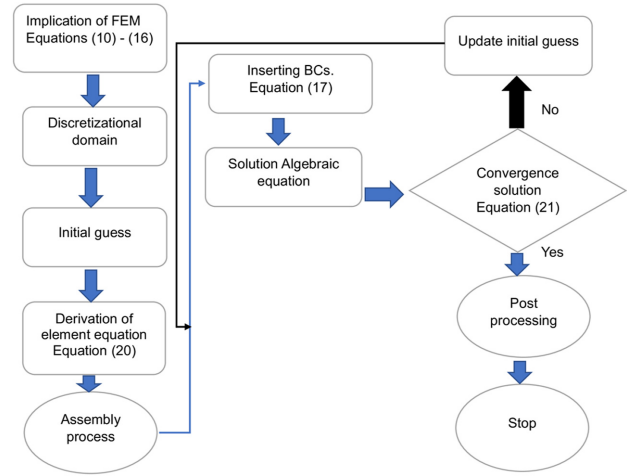 Implication of FEM
Equations (10) - (16)
Discretizational
domain
Initial guess
Derivation of
element equation
Equation (20)
Assembly
process
Inserting BCs.
Equation (17)
Solution Algebraic
equation
Update initial guess
No
Convergence
solution
Equation (21)
Yes
Post
processing
Stop